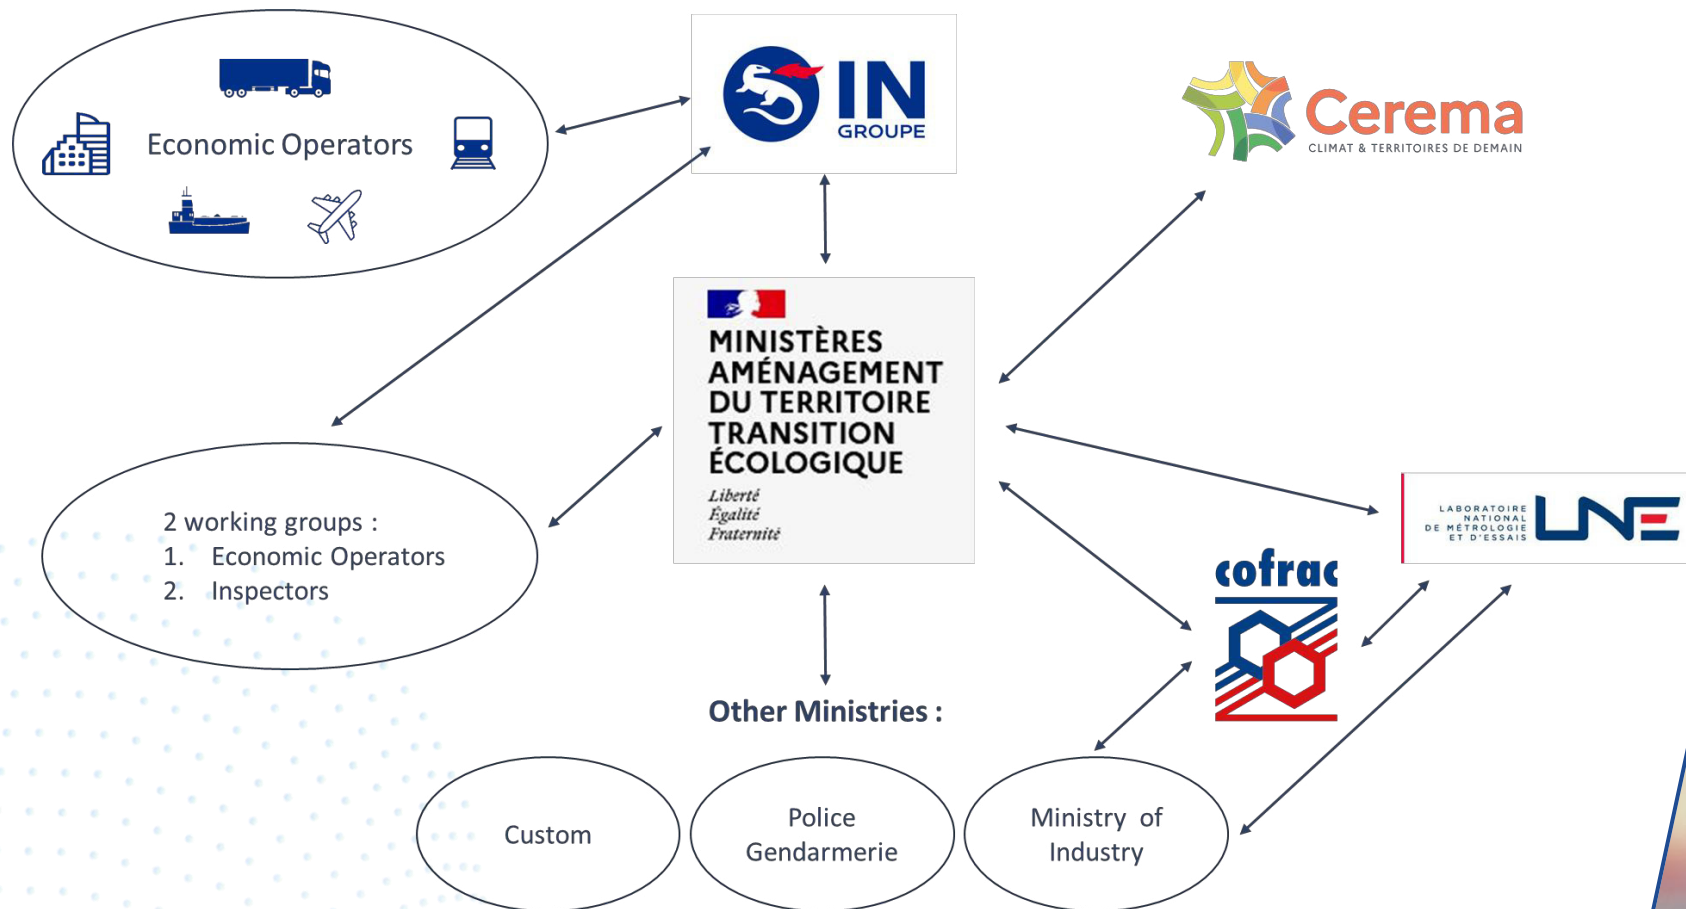 Economic Operators
IN
GROUPE
Cerema
CLIMAT & TERRITOIRES DE DEMAIN
MINISTÈRES
AMÉNAGEMENT
DU TERRITOIRE
TRANSITION
ÉCOLOGIQUE
Liberté
Égalité
Fraternité
2 working groups :
1. Economic Operators
2. Inspectors
LABORATOIRE
NATIONAL
DE MÉTROLOGIE
ET D'ESSAIS
LNE
cofrac
Other Ministries :
Custom
Police
Gendarmerie
Ministry of
Industry